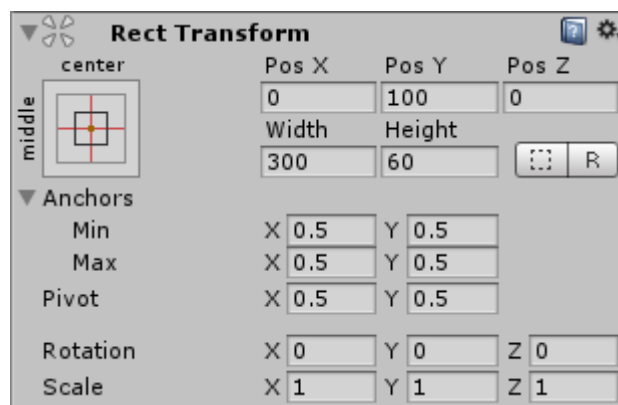 Rect Transform
center Pos X Pos Y Pos Z
middle
0 100 0
Width Height
300 60 R
Anchors
Min X 0.5 Y 0.5
Max X 0.5 Y 0.5
Pivot X 0.5 Y 0.5
Rotation X 0 Y 0 Z 0
Scale X 1 Y 1 Z 1